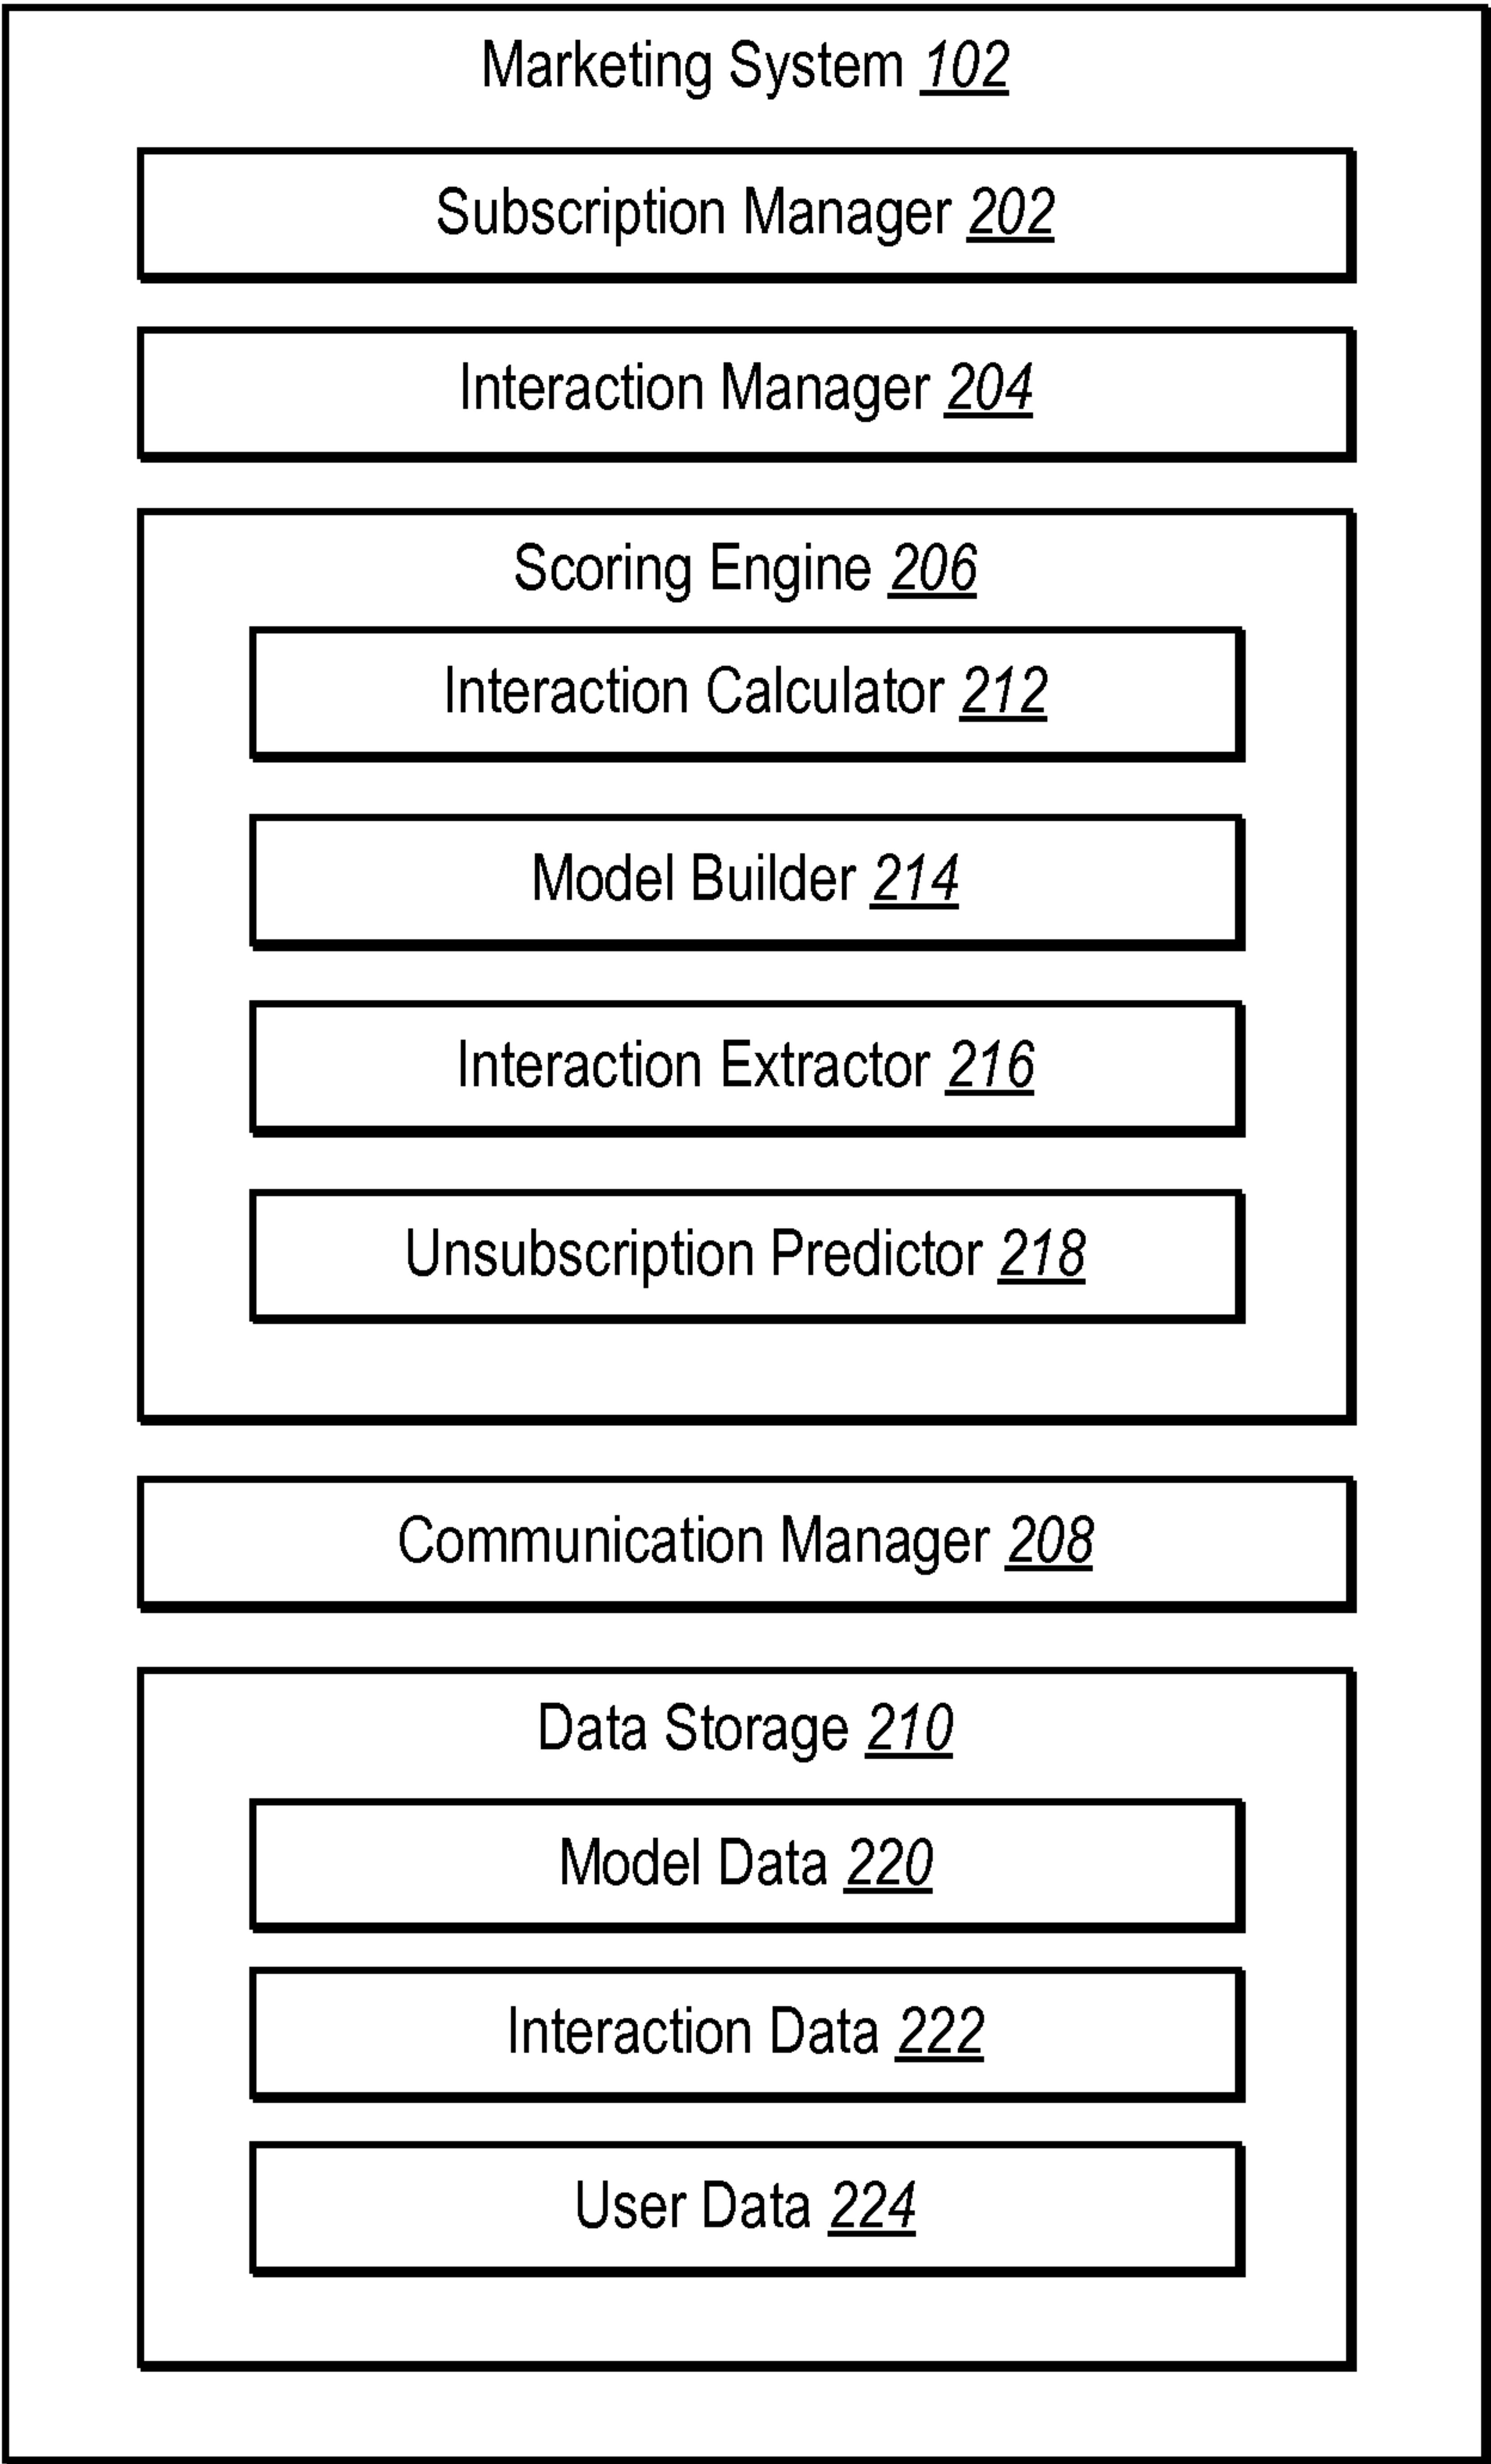 Marketing System 102
Subscription Manager 202
Interaction Manager 204
Scoring Engine 206
Interaction Calculator 212
Model Builder 214
Interaction Extractor 216
Unsubscription Predictor 218
Communication Manager 208
Data Storage 210
Model Data 220
Interaction Data 222
User Data 224